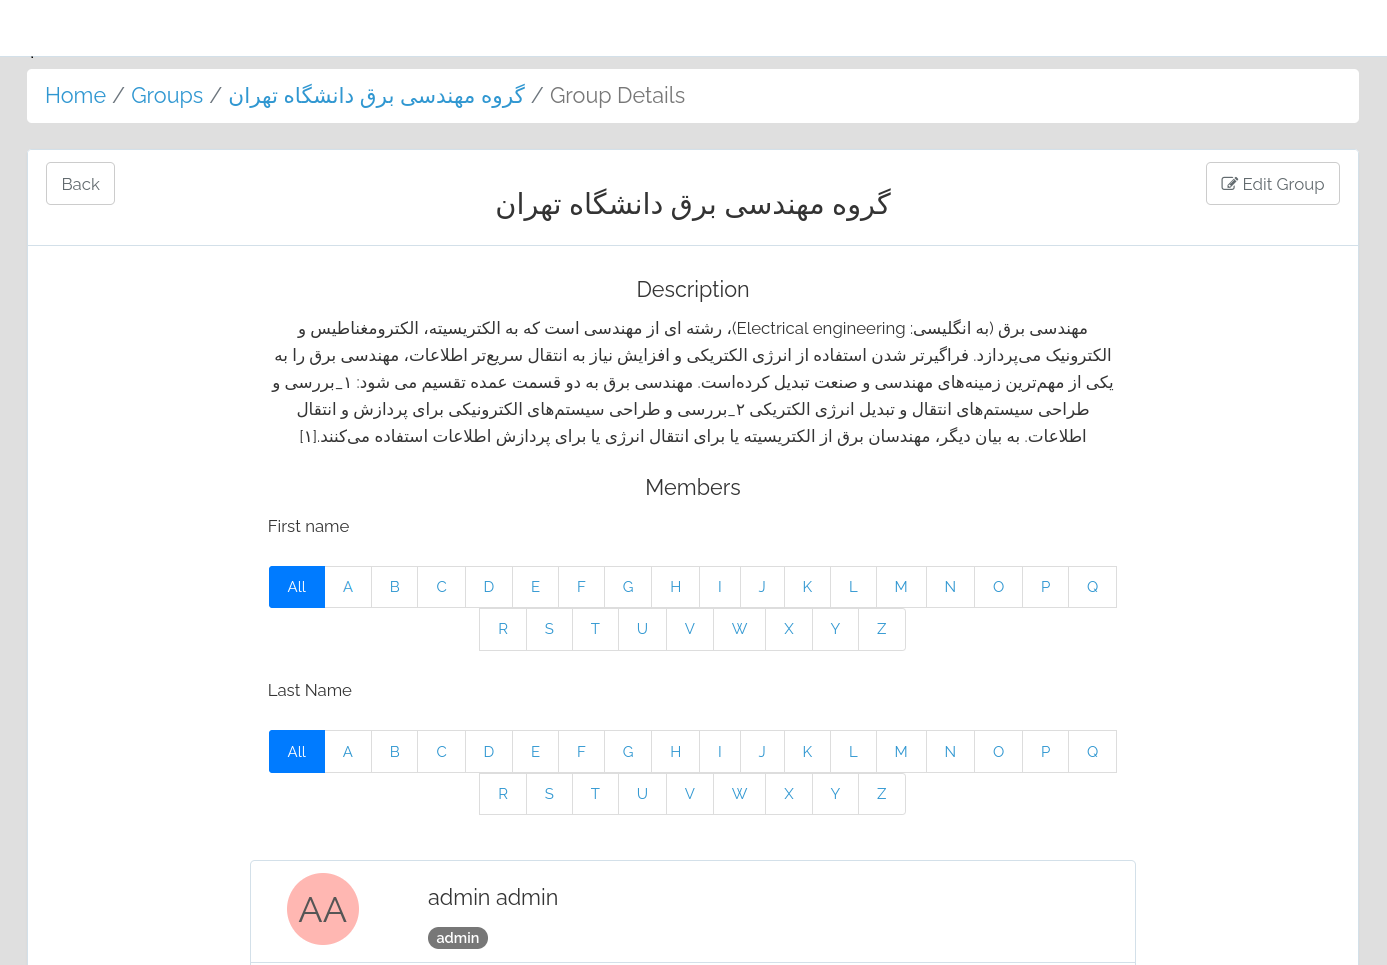 Home / Groups / گروه مهندسی برق دانشگاه تهران / Group Details
Back
Edit Group
گروه مهندسی برق دانشگاه تهران
Description
مهندسی برق (به انگلیسی: Electrical engineering)، رشته ای از مهندسی است که به الکتریسیته، الکترومغناطیس و
الکترونیک می‌پردازد. فراگیرتر شدن استفاده از انرژی الکتریکی و افزایش نیاز به انتقال سریع‌تر اطلاعات، مهندسی برق را به
یکی از مهم‌ترین زمینه‌های مهندسی و صنعت تبدیل کرده‌است. مهندسی برق به دو قسمت عمده تقسیم می شود: ۱_بررسی و
طراحی سیستم‌های انتقال و تبدیل انرژی الکتریکی ۲_بررسی و طراحی سیستم‌های الکترونیکی برای پردازش و انتقال
اطلاعات. به بیان دیگر، مهندسان برق از الکتریسیته یا برای انتقال انرژی یا برای پردازش اطلاعات استفاده می‌کنند.[۱]
Members
First name
All A B C D E F G H I J K L M N O P Q
R S T U V W X Y Z
Last Name
All A B C D E F G H I J K L M N O P Q
R S T U V W X Y Z
AA
admin admin
admin